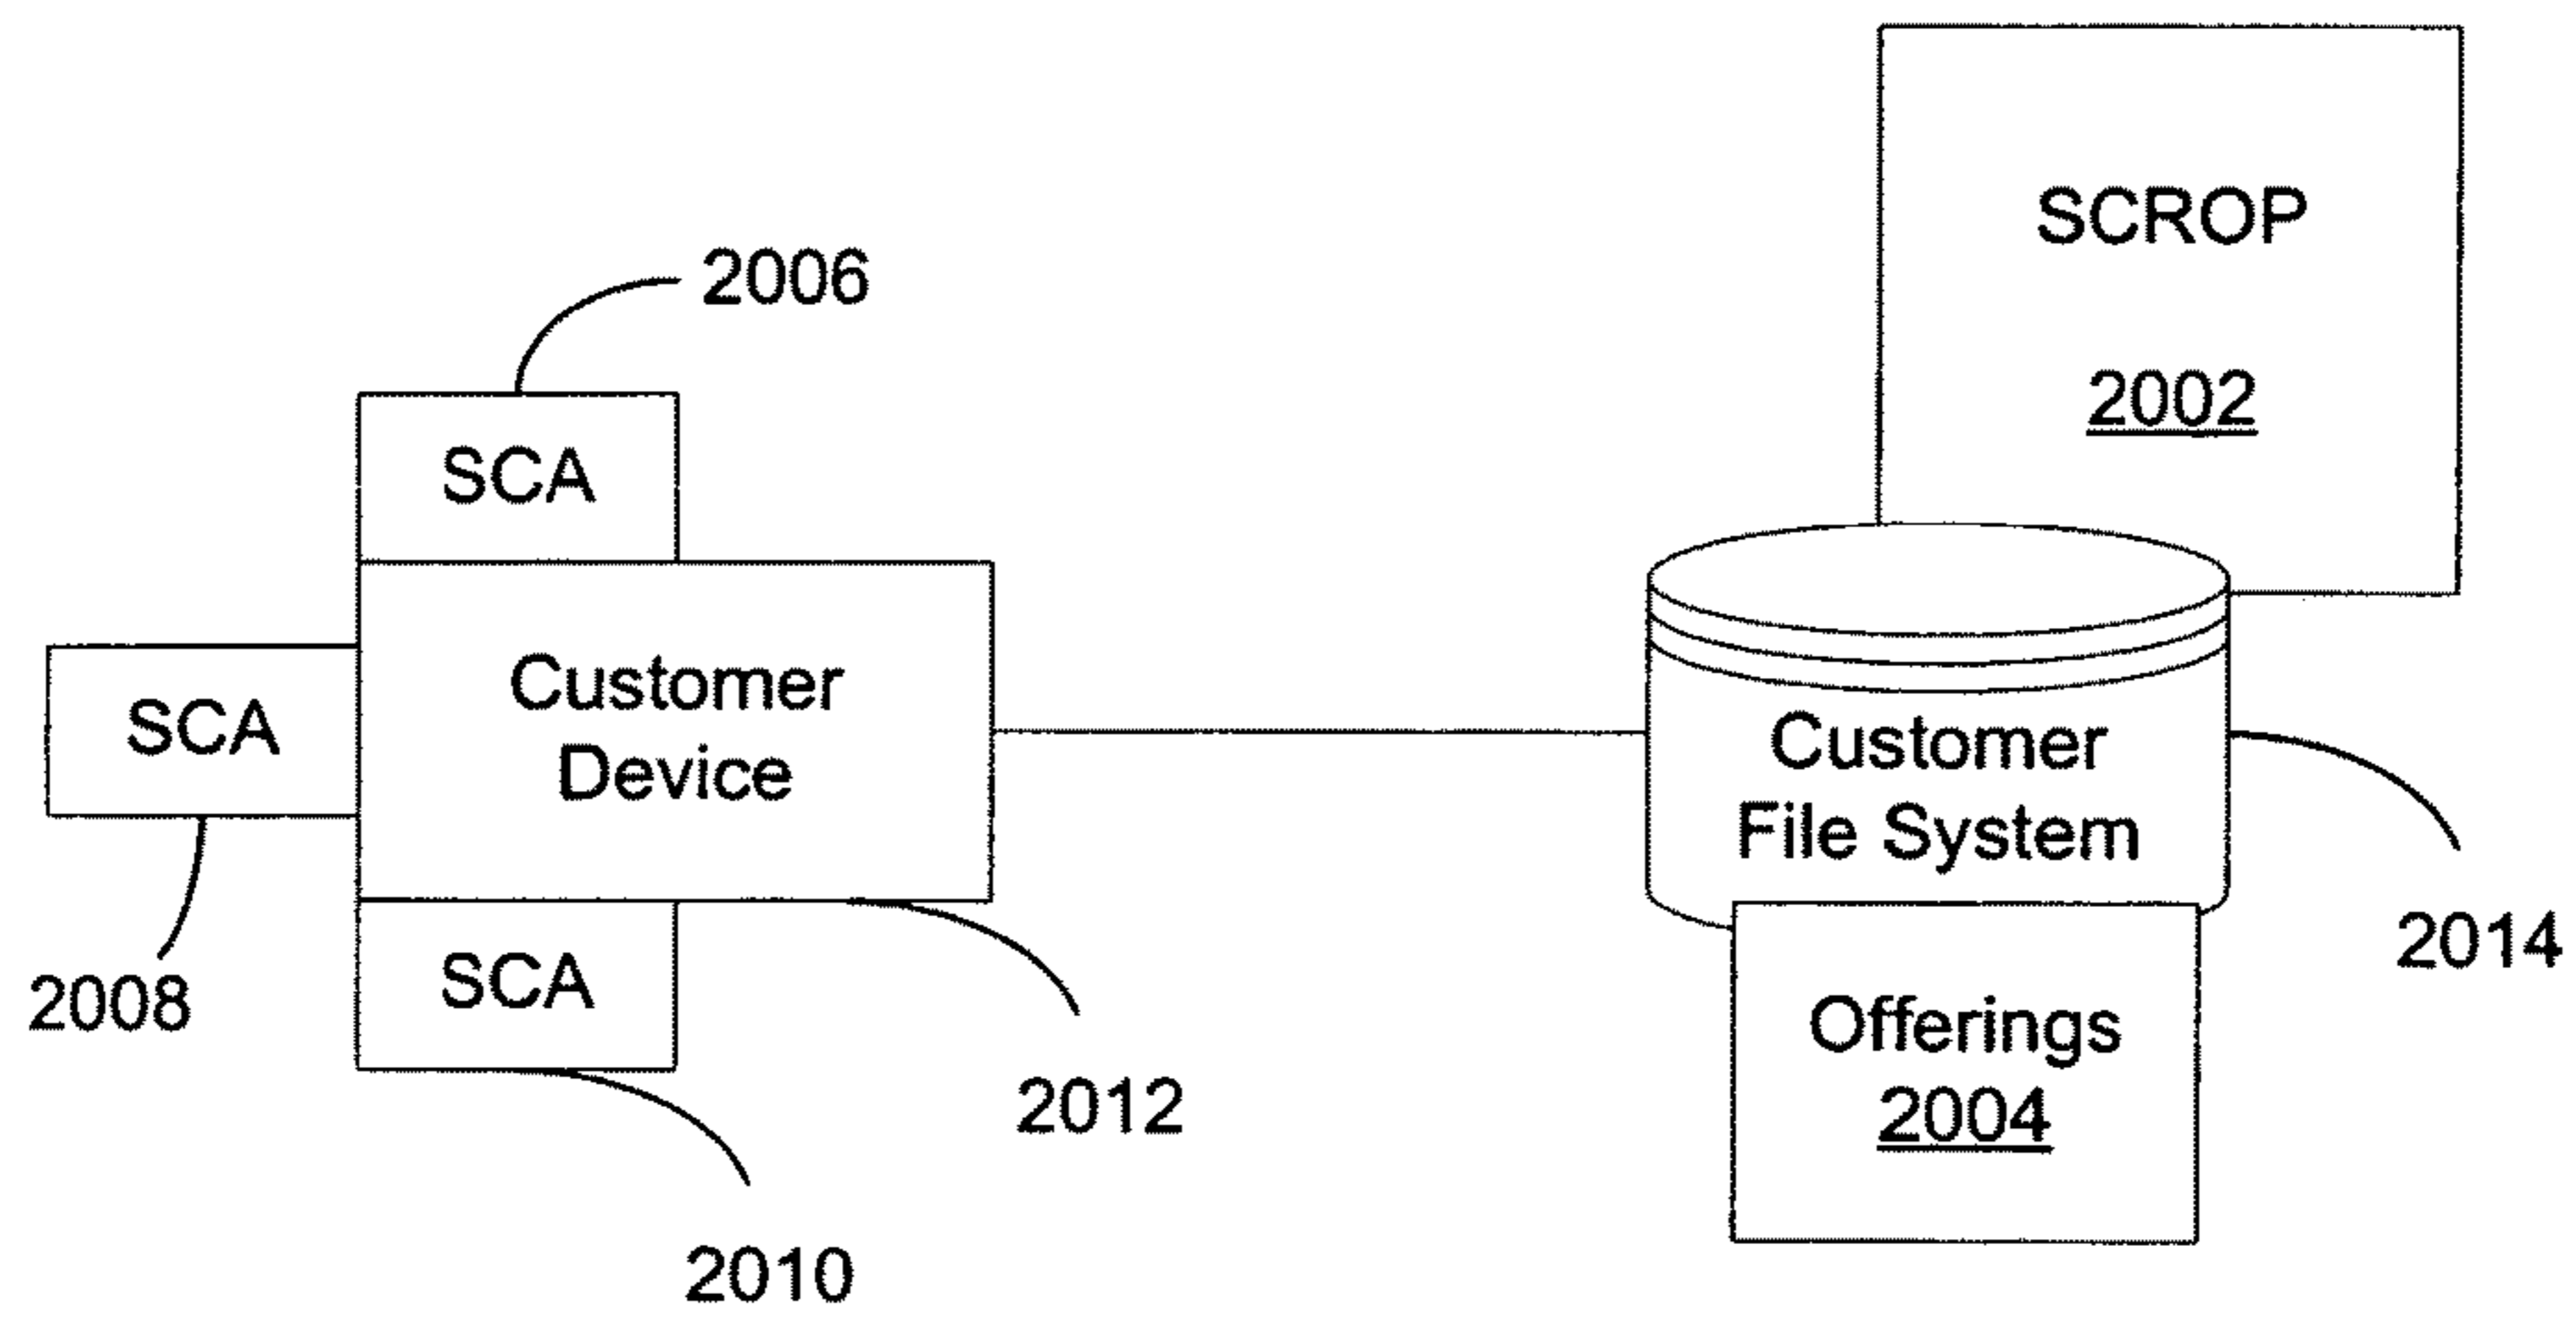 SCROP
2002
2006
SCA
Customer
Device
SCA
2008
SCA
2010
2012
Customer
File System
2014
Offerings
2004